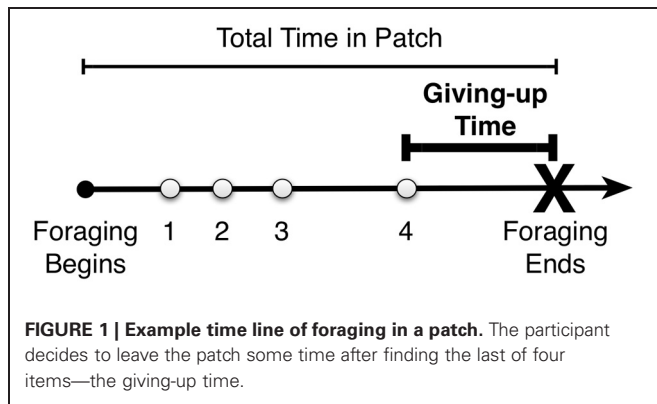 Total Time in Patch
Giving-up
Time
X
Foraging
Begins
1
2
3
4
Foraging
Ends
FIGURE 1 | Example time line of foraging in a patch. The participant
decides to leave the patch some time after finding the last of four
items—the giving-up time.